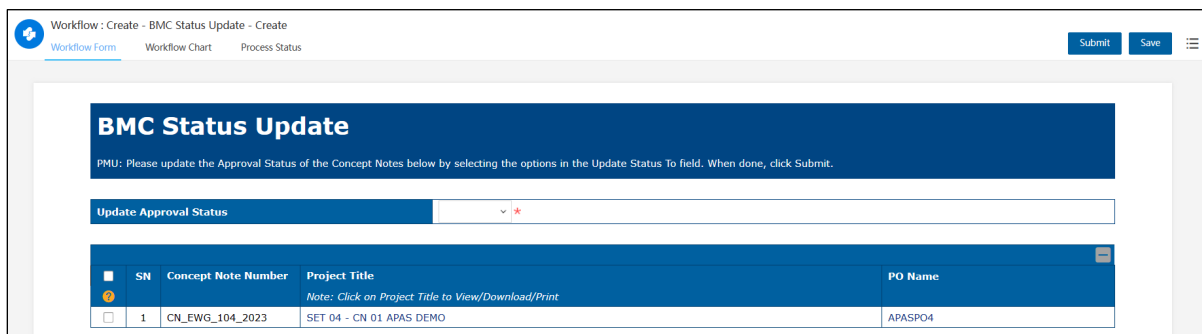 Workflow : Create - BMC Status Update - Create
Workflow Form Workflow Chart Process Status
Submit Save
BMC Status Update
PMU: Please update the Approval Status of the Concept Notes below by selecting the options in the Update Status To field. When done, click Submit.
Update Approval Status *
SN Concept Note Number Project Title PO Name
? Note: Click on Project Title to View/Download/Print
1 CN_EWG_104_2023 SET 04 - CN 01 APAS DEMO APASPO4